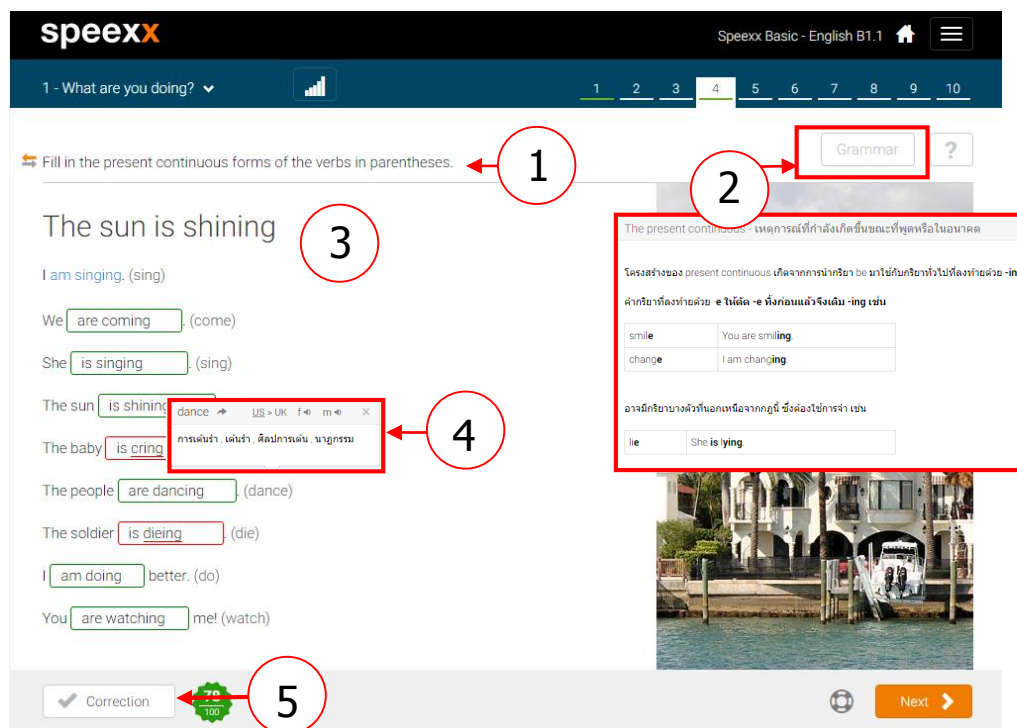 speexx
Speexx Basic - English B1.1
1 - What are you doing?
1 2 3 4 5 6 7 8 9 10
Fill in the present continuous forms of the verbs in parentheses.
1
Grammar
?
2
The sun is shining
3
I am singing. (sing)
We are coming. (come)
She is singing. (sing)
The sun is shining
The baby is cring
The people are dancing. (dance)
The soldier is dieing. (die)
I am doing better. (do)
You are watching me! (watch)
dance US > UK f m ×
การเต้นรำ , เต้นรำ , ศิลปการเต้น , นาฏกรรม
4
The present continuous - เหตุการณ์ที่กำลังเกิดขึ้นขณะที่พูดหรือในอนาคต
โครงสร้างของ present continuous เกิดจากการนำกริยา be มาใช้กับกริยาทั่วไปที่ลงท้ายด้วย -in
คำกริยาที่ลงท้ายด้วย -e ให้ตัด -e ทิ้งก่อนแล้วจึงเติม -ing เช่น
smile You are smiling.
change I am changing.
อาจมีกริยาบางตัวที่นอกเหนือจากกฎนี้ ซึ่งต้องใช้การจำ เช่น
lie She is lying.
Correction
78
100
5
Next